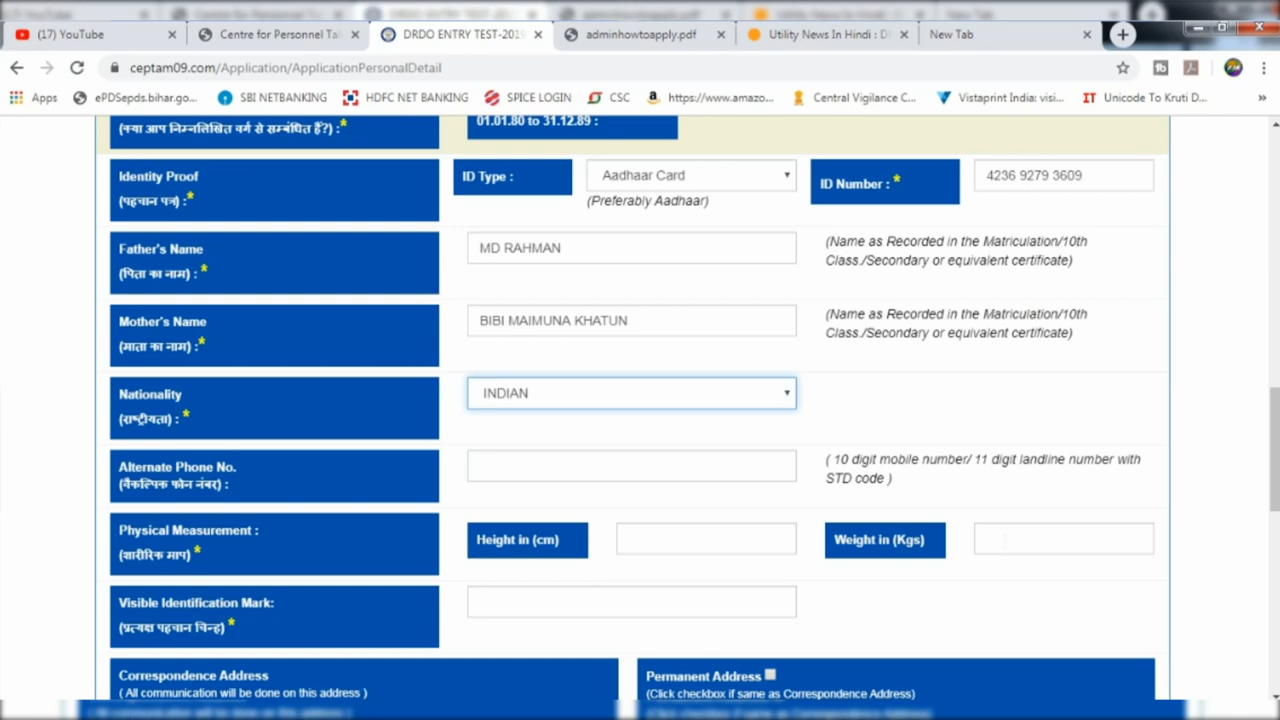 (17) YouTube
Centre for Personnel Ta
DRDO ENTRY TEST-2019
adminhowtoapply.pdf
Utility News In Hindi : D
New Tab
ceptam09.com/Application/ApplicationPersonalDetail
Apps
ePDSepds.bihar.go...
SBI NETBANKING
HDFC NET BANKING
SPICE LOGIN
CSC
https://www.amazo...
Central Vigilance C...
Vistaprint India: visi...
Unicode To Kruti D...
(क्या आप निम्नलिखित वर्ग से सम्बंधित हैं?) :*
01.01.80 to 31.12.89 :
Identity Proof
(पहचान पत्र) :*
ID Type :
Aadhaar Card
(Preferably Aadhaar)
ID Number : *
4236 9279 3609
Father's Name
(पिता का नाम) : *
MD RAHMAN
(Name as Recorded in the Matriculation/10th
Class./Secondary or equivalent certificate)
Mother's Name
(माता का नाम) :*
BIBI MAIMUNA KHATUN
(Name as Recorded in the Matriculation/10th
Class./Secondary or equivalent certificate)
Nationality
(राष्ट्रीयता) : *
INDIAN
Alternate Phone No.
(वैकल्पिक फोन नंबर) :
( 10 digit mobile number/ 11 digit landline number with
STD code )
Physical Measurement :
(शारीरिक माप) *
Height in (cm)
Weight in (Kgs)
Visible Identification Mark:
(प्रत्यक्ष पहचान चिन्ह) *
Correspondence Address
( All communication will be done on this address )
Permanent Address
(Click checkbox if same as Correspondence Address)